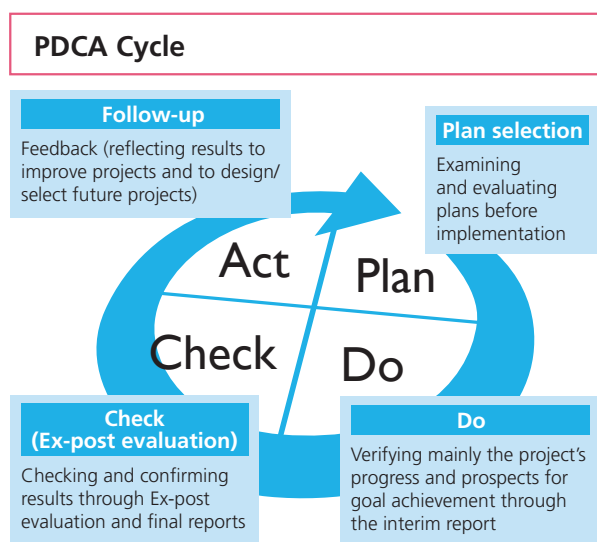 PDCA Cycle
Follow-up
Feedback (reflecting results to
improve projects and to design/
select future projects)
Plan selection
Examining
and evaluating
plans before
implementation
Act
Plan
Check
Do
Check
(Ex-post evaluation)
Checking and confirming
results through Ex-post
evaluation and final reports
Do
Verifying mainly the project’s
progress and prospects for
goal achievement through
the interim report